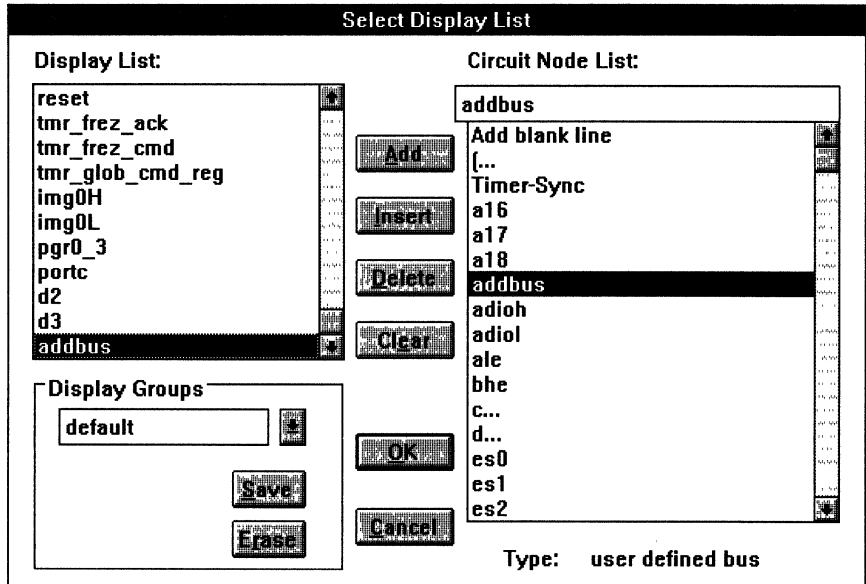 Select Display List
Display List:
reset
tmr_frez_ack
tmr_frez_cmd
tmr_glob_cmd_reg
img0H
img0L
pgr0_3
portc
d2
d3
addbus
Display Groups
default
Save
Erase
Add
Insert
Delete
Clear
OK
Cancel
Circuit Node List:
addbus
Add blank line
(...
Timer-Sync
a16
a17
a18
addbus
adioh
adiol
ale
bhe
c...
d...
es0
es1
es2
Type: user defined bus